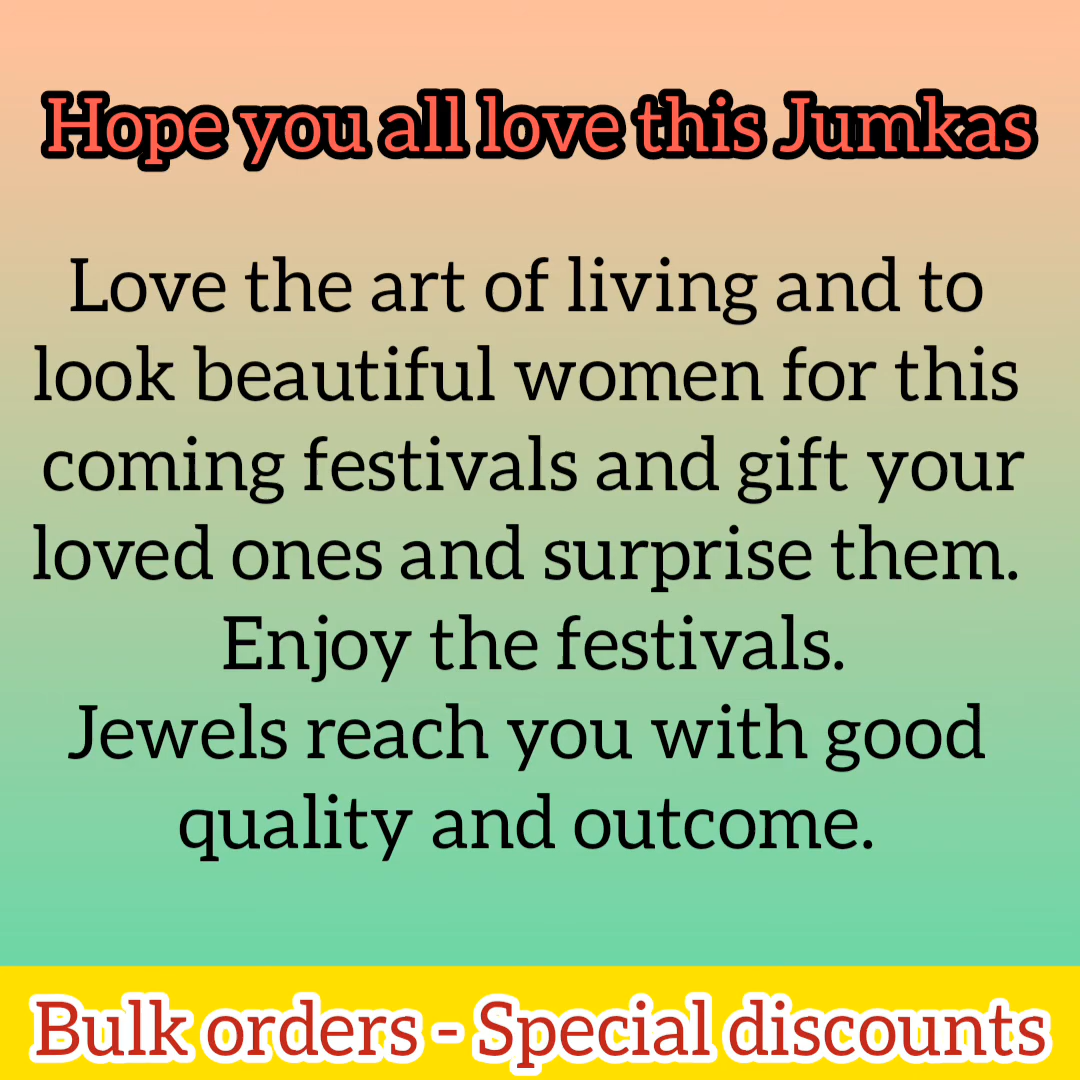 Hope you all love this Jumkas
Love the art of living and to
look beautiful women for this
coming festivals and gift your
loved ones and surprise them.
Enjoy the festivals.
Jewels reach you with good
quality and outcome.
Bulk orders - Special discounts